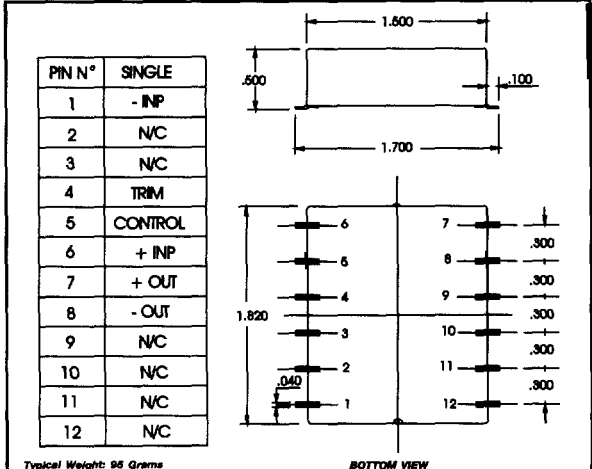 PIN N° SINGLE
1 - INP
2 N/C
3 N/C
4 TRIM
5 CONTROL
6 + INP
7 + OUT
8 - OUT
9 N/C
10 N/C
11 N/C
12 N/C
Typical Weight: 95 Grams
1.500
.500
.100
1.700
6 7
5 8
4 9
3 10
2 11
1 12
1.820
.040
.300
.300
.300
.300
.300
BOTTOM VIEW